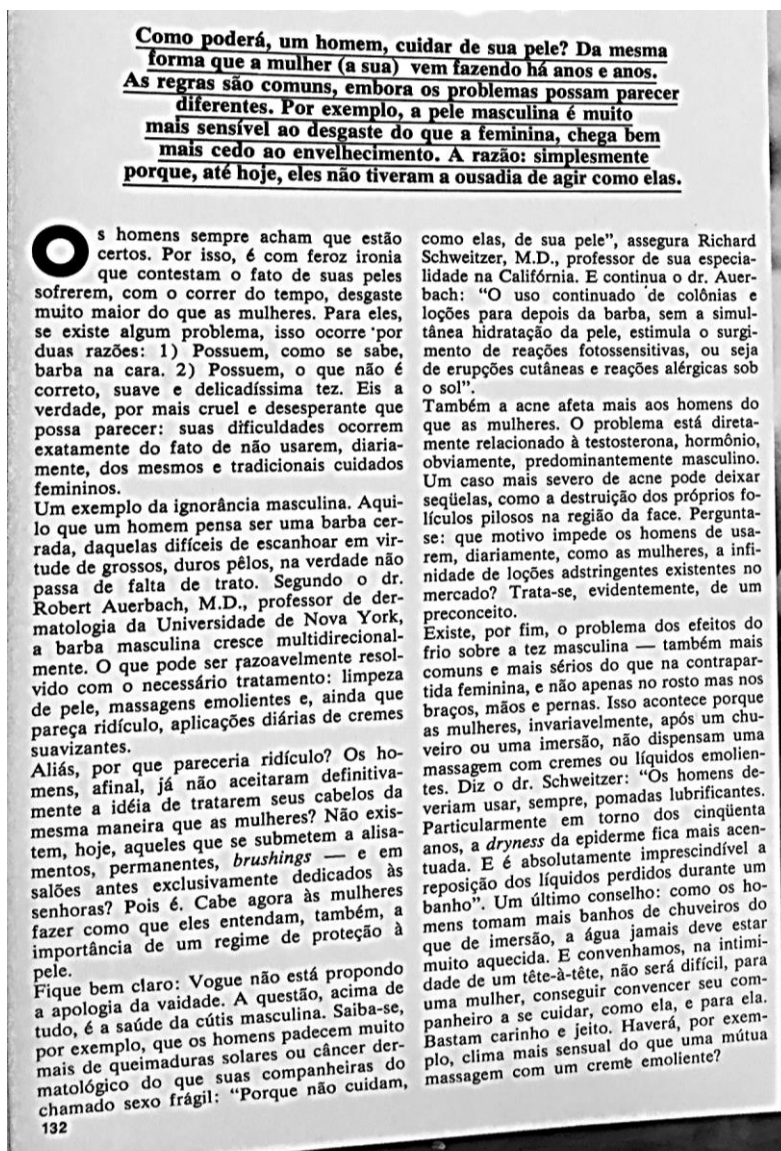 Como poderá, um homem, cuidar de sua pele? Da mesma
forma que a mulher (a sua) vem fazendo há anos e anos.
As regras são comuns, embora os problemas possam parecer
diferentes. Por exemplo, a pele masculina é muito
mais sensível ao desgaste do que a feminina, chega bem
mais cedo ao envelhecimento. A razão: simplesmente
porque, até hoje, eles não tiveram a ousadia de agir como elas.
Os homens sempre acham que estão
certos. Por isso, é com feroz ironia
que contestam o fato de suas peles
sofrerem, com o correr do tempo, desgaste
muito maior do que as mulheres. Para eles,
se existe algum problema, isso ocorre por
duas razões: 1) Possuem, como se sabe,
barba na cara. 2) Possuem, o que não é
correto, suave e delicadíssima tez. Eis a
verdade, por mais cruel e desesperante que
possa parecer: suas dificuldades ocorrem
exatamente do fato de não usarem, diaria-
mente, dos mesmos e tradicionais cuidados
femininos.
Um exemplo da ignorância masculina. Aqui-
lo que um homem pensa ser uma barba cer-
rada, daquelas difíceis de escanhoar em vir-
tude de grossos, duros pêlos, na verdade não
passa de falta de trato. Segundo o dr.
Robert Auerbach, M.D., professor de der-
matologia da Universidade de Nova York,
a barba masculina cresce multidirecional-
mente. O que pode ser razoavelmente resol-
vido com o necessário tratamento: limpeza
de pele, massagens emolientes e, ainda que
pareça ridículo, aplicações diárias de cremes
suavizantes.
Aliás, por que pareceria ridículo? Os ho-
mens, afinal, já não aceitaram definitiva-
mente a idéia de tratarem seus cabelos da
mesma maneira que as mulheres? Não exis-
tem, hoje, aqueles que se submetem a alisa-
mentos, permanentes, brushings — e em
salões antes exclusivamente dedicados às
senhoras? Pois é. Cabe agora às mulheres
fazer como que eles entendam, também, a
importância de um regime de proteção à
pele.
Fique bem claro: Vogue não está propondo
a apologia da vaidade. A questão, acima de
tudo, é a saúde da cútis masculina. Saiba-se,
por exemplo, que os homens padecem muito
mais de queimaduras solares ou câncer der-
matológico do que suas companheiras do
chamado sexo frágil: “Porque não cuidam,
132
como elas, de sua pele”, assegura Richard
Schweitzer, M.D., professor de sua especia-
lidade na Califórnia. E continua o dr. Auer-
bach: “O uso continuado de colônias e
loções para depois da barba, sem a simul-
tânea hidratação da pele, estimula o surgi-
mento de reações fotossensitivas, ou seja
de erupções cutâneas e reações alérgicas sob
o sol”.
Também a acne afeta mais aos homens do
que as mulheres. O problema está direta-
mente relacionado à testosterona, hormônio,
obviamente, predominantemente masculino.
Um caso mais severo de acne pode deixar
seqüelas, como a destruição dos próprios fo-
lículos pilosos na região da face. Pergunta-
se: que motivo impede os homens de usa-
rem, diariamente, como as mulheres, a infi-
nidade de loções adstringentes existentes no
mercado? Trata-se, evidentemente, de um
preconceito.
Existe, por fim, o problema dos efeitos do
frio sobre a tez masculina — também mais
comuns e mais sérios do que na contrapar-
tida feminina, e não apenas no rosto mas nos
braços, mãos e pernas. Isso acontece porque
as mulheres, invariavelmente, após um chu-
veiro ou uma imersão, não dispensam uma
massagem com cremes ou líquidos emolien-
tes. Diz o dr. Schweitzer: “Os homens de-
veriam usar, sempre, pomadas lubrificantes.
Particularmente em torno dos cinqüenta
anos, a dryness da epiderme fica mais acen-
tuada. E é absolutamente imprescindível a
reposição dos líquidos perdidos durante um
banho”. Um último conselho: como os ho-
mens tomam mais banhos de chuveiros do
que de imersão, a água jamais deve estar
muito aquecida. E convenhamos, na intimi-
dade de um tête-à-tête, não será difícil, para
uma mulher, conseguir convencer seu com-
panheiro a se cuidar, como ela, e para ela.
Bastam carinho e jeito. Haverá, por exem-
plo, clima mais sensual do que uma mútua
massagem com um creme emoliente?